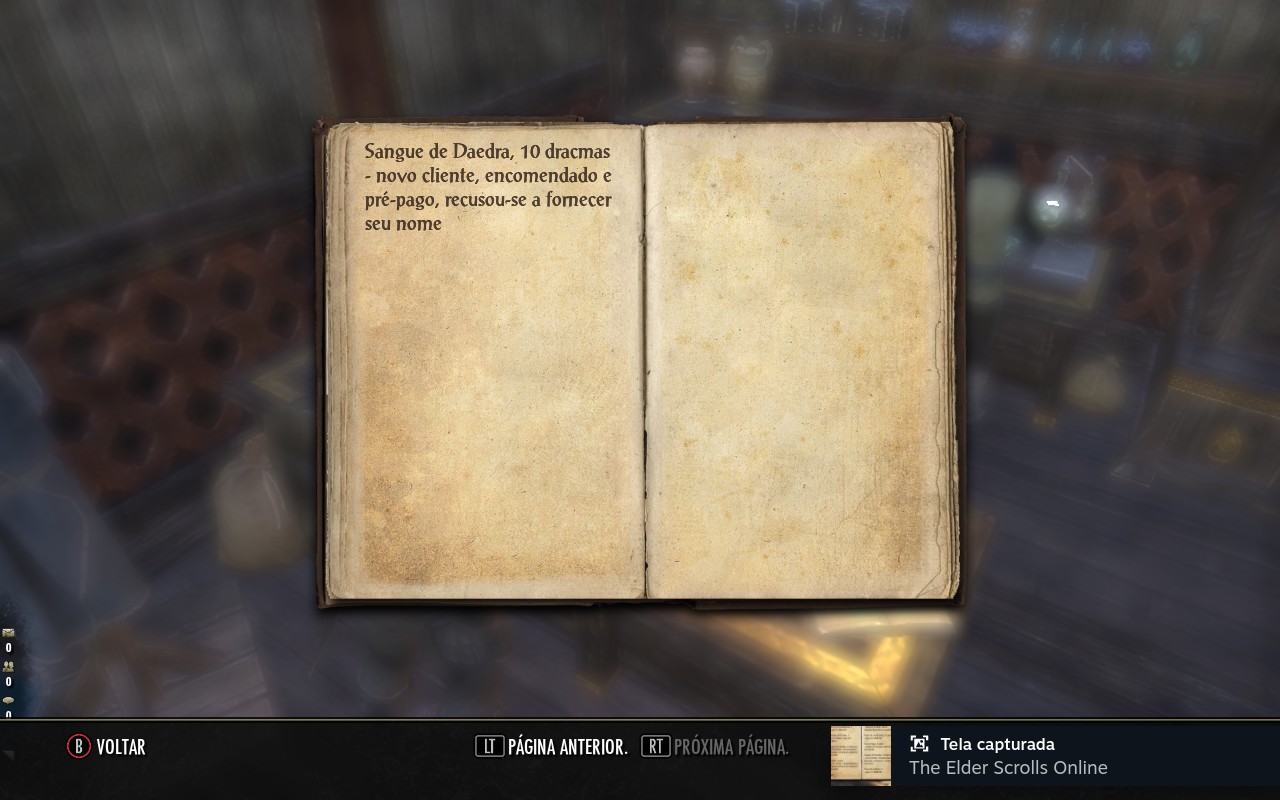 Sangue de Daedra, 10 dracmas
- novo cliente, encomendado e
pré-pago, recusou-se a fornecer
seu nome
0
0
0
B VOLTAR
LT PÁGINA ANTERIOR.
RT PRÓXIMA PÁGINA.
Tela capturada
The Elder Scrolls Online